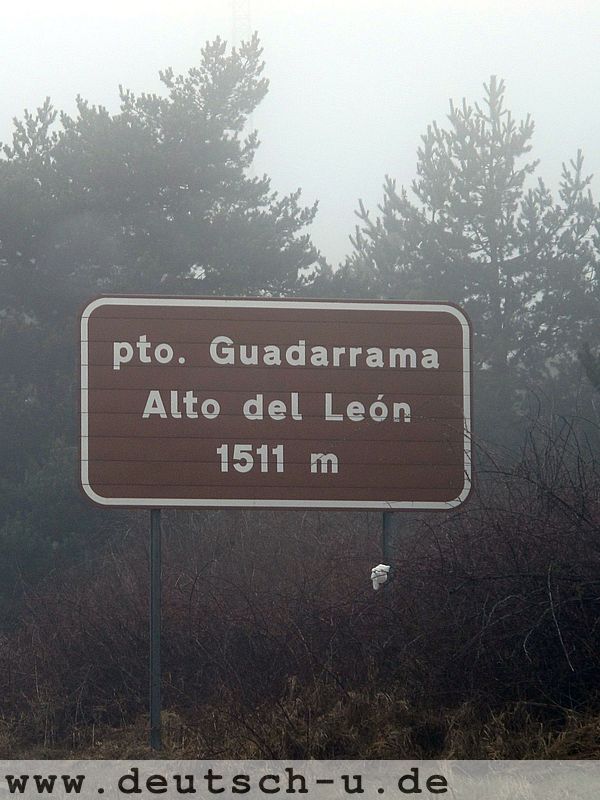 pto. Guadarrama
Alto del León
1511 m
www.deutsch-u.de